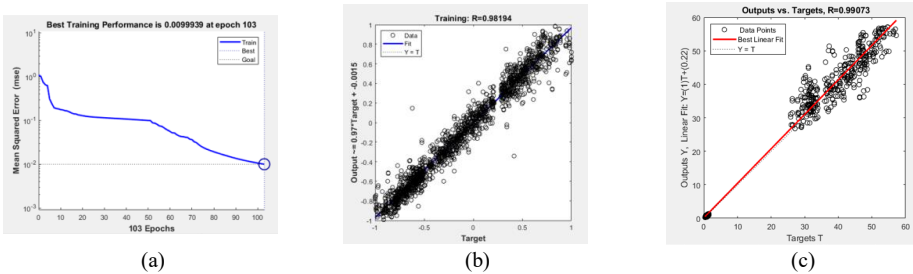 Best Training Performance is 0.0099939 at epoch 103
Train
Best
Goal
Mean Squared Error (mse)
10^0
10^-1
10^-2
10^-3
0 10 20 30 40 50 60 70 80 90 100
103 Epochs
(a)
Training: R=0.98194
Data
Fit
Y = T
Output ~= 0.97*Target + -0.0015
1
0.8
0.6
0.4
0.2
0
-0.2
-0.4
-0.6
-0.8
-1
-1 -0.5 0 0.5 1
Target
(b)
Outputs vs. Targets, R=0.99073
Data Points
Best Linear Fit
Y = T
Outputs Y, Linear Fit: Y=(1)T+(0.22)
60
50
40
30
20
10
0
0 10 20 30 40 50 60
Targets T
(c)